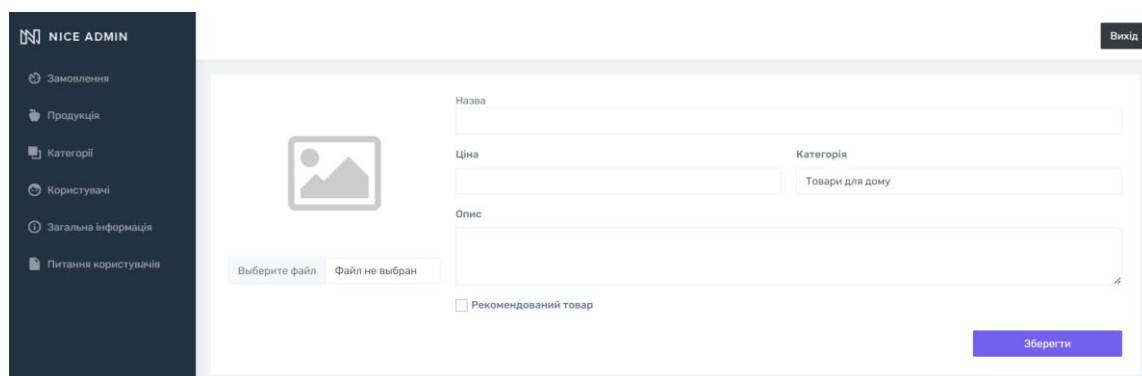 NICE ADMIN
Вихід
Замовлення
Продукція
Категорії
Користувачі
Загальна інформація
Питання користувачів
Выберите файл Файл не выбран
Назва
Ціна
Категорія
Товари для дому
Опис
Рекомендований товар
Зберегти